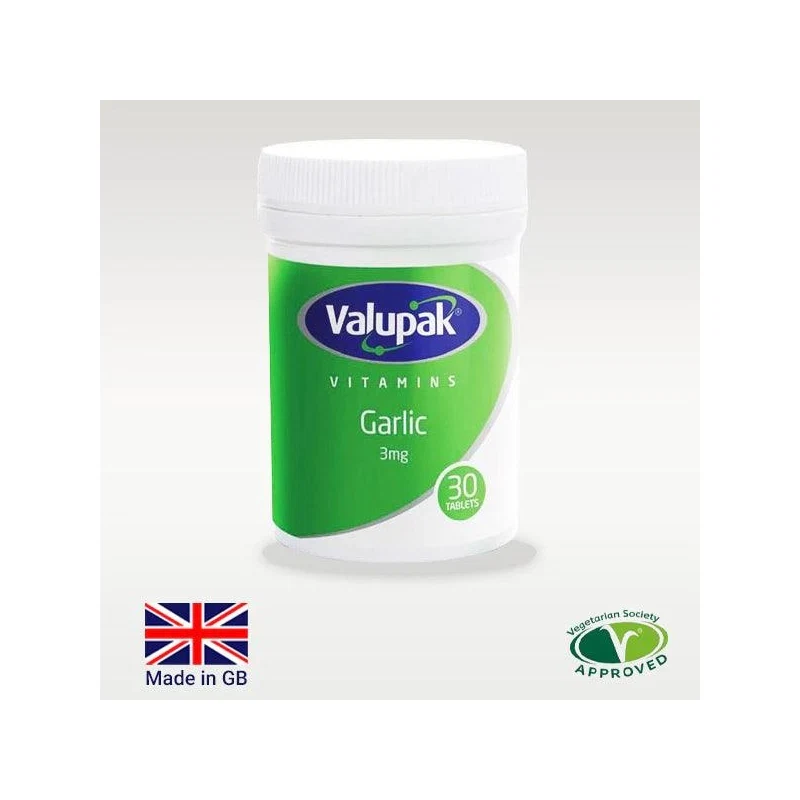 Valupak®
VITAMINS
Garlic
3mg
30
TABLETS
Made in GB
Vegetarian Society
V
APPROVED